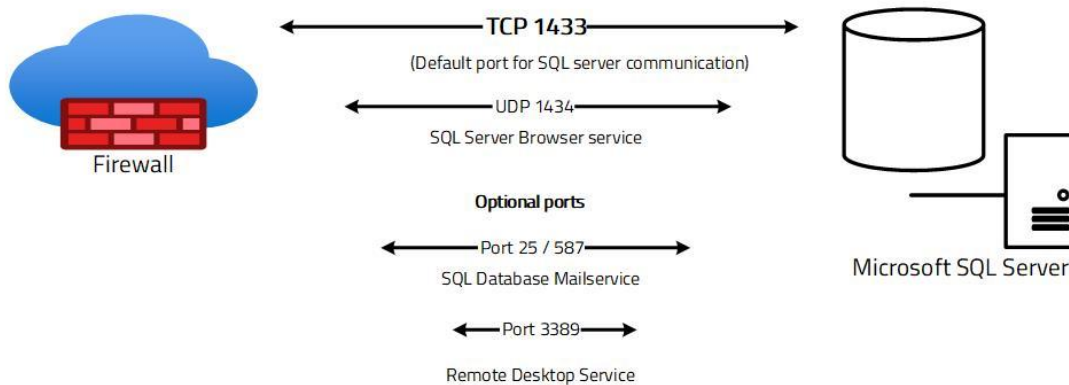 TCP 1433
(Default port for SQL server communication)
UDP 1434
SQL Server Browser service
Firewall
Optional ports
Port 25 / 587
SQL Database Mailservice
Microsoft SQL Server
Port 3389
Remote Desktop Service